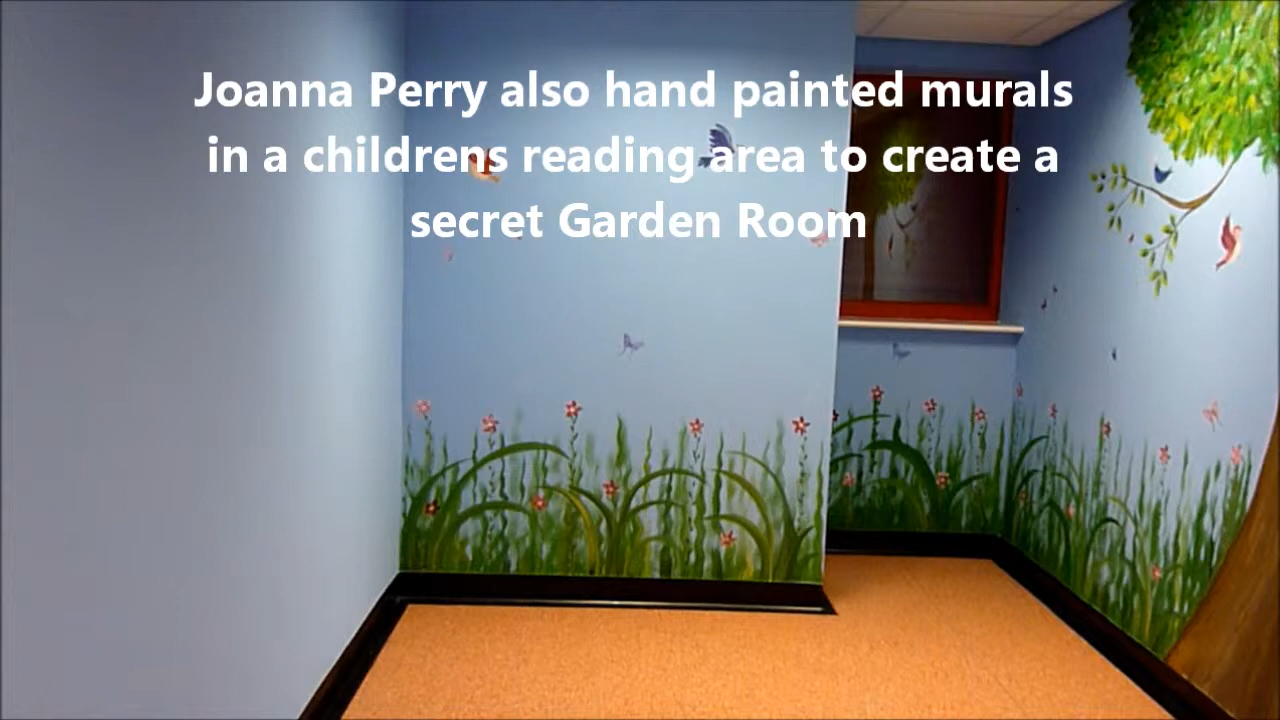 Joanna Perry also hand painted murals
in a childrens reading area to create a
secret Garden Room